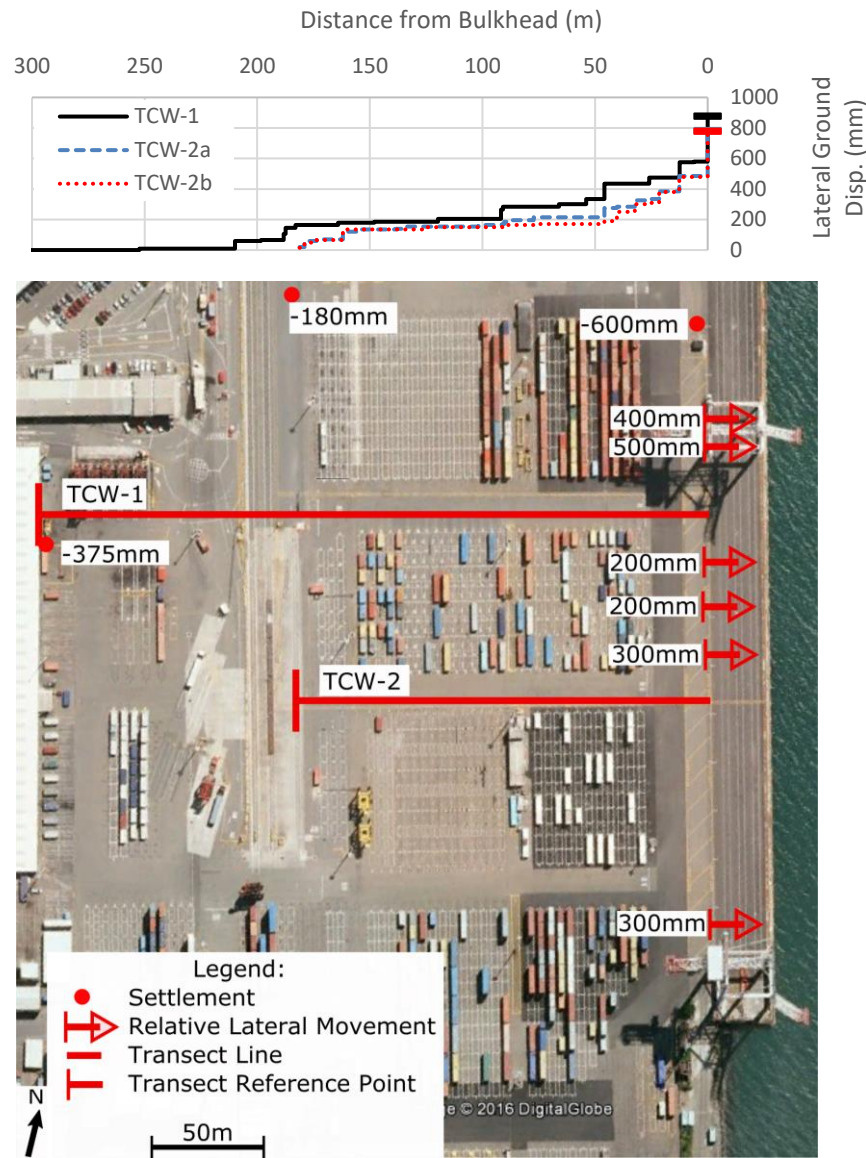 Distance from Bulkhead (m)
300 250 200 150 100 50 0
1000
800
600
400
200
0
Lateral Ground
Disp. (mm)
TCW-1
TCW-2a
TCW-2b
-180mm
-600mm
400mm
500mm
TCW-1
-375mm
200mm
200mm
300mm
TCW-2
300mm
Legend:
Settlement
Relative Lateral Movement
Transect Line
Transect Reference Point
N
50m
© 2016 DigitalGlobe